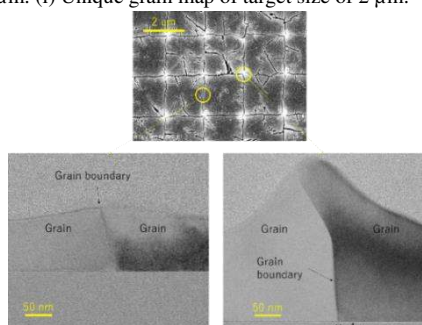 µm. (f) Unique grain map of target size of 2 µm.
2 µm
Grain boundary
Grain
Grain
50 nm
Grain
Grain
Grain
boundary
50 nm